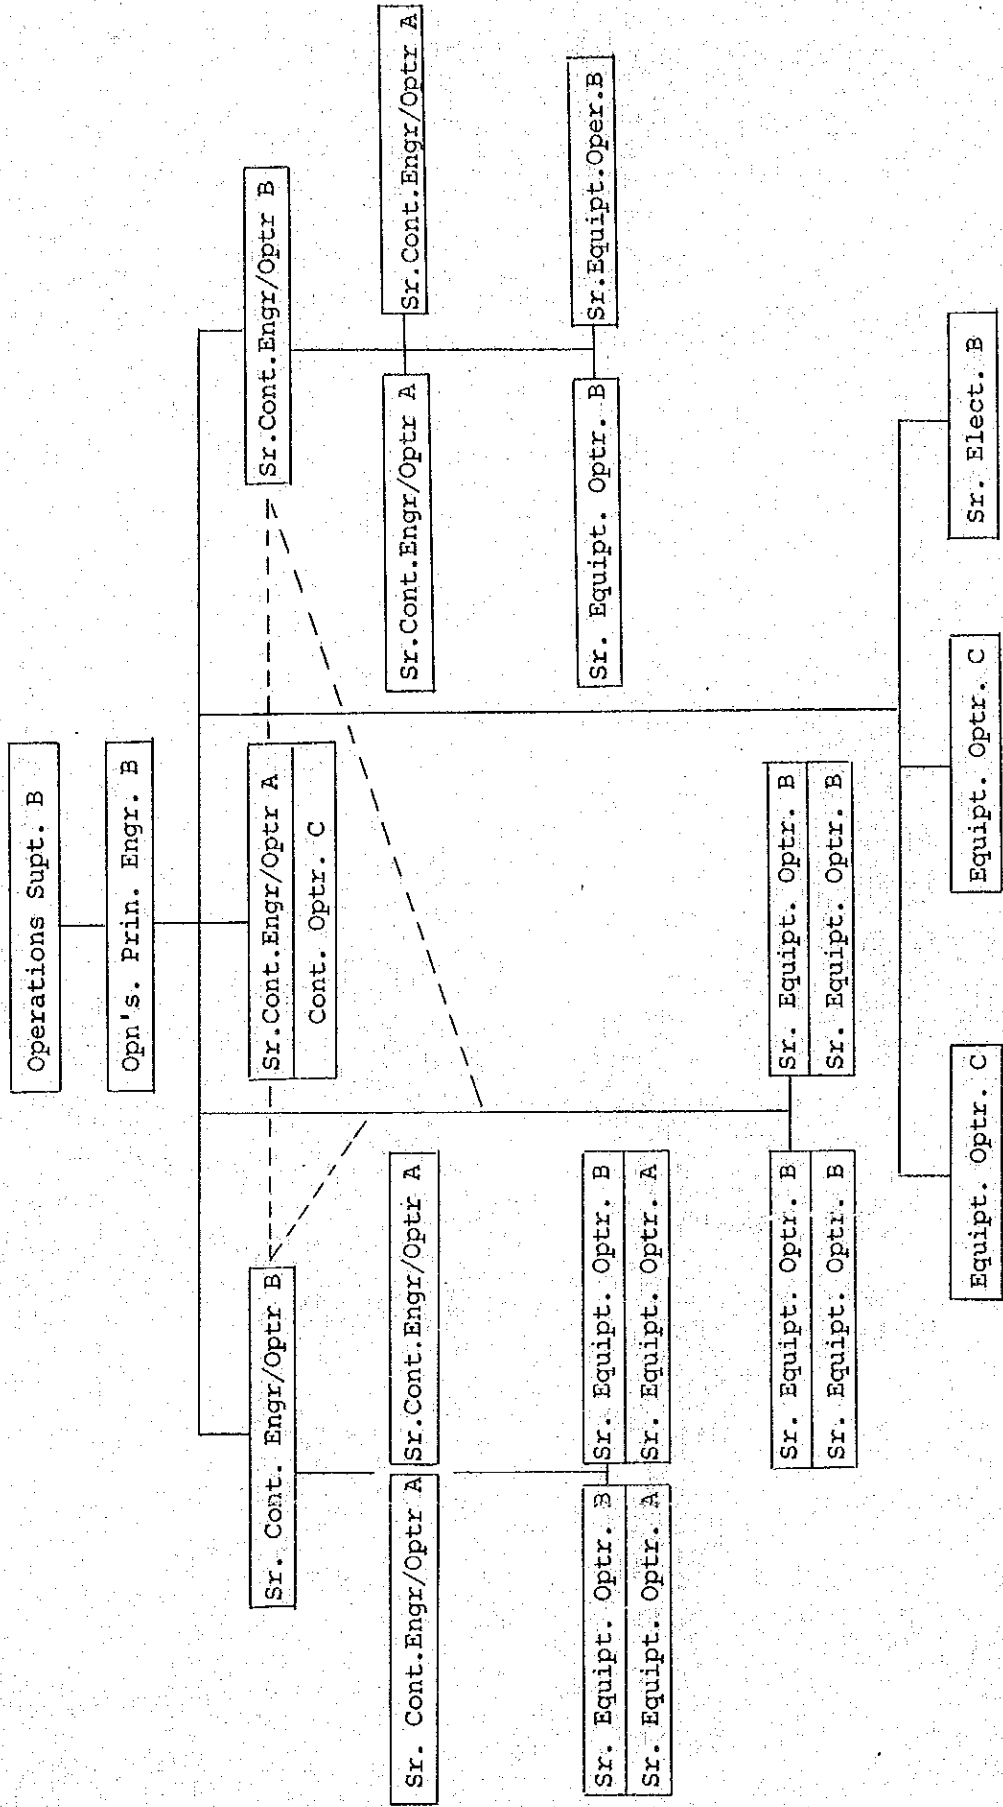 Operations Supt. B
Opn's. Prin. Engr. B
Sr. Cont. Engr/Optr B
Sr.Cont.Engr/Optr A
Cont. Optr. C
Sr.Cont.Engr/Optr B
Sr. Cont.Engr/Optr A
Sr.Cont.Engr/Optr A
Sr.Cont.Engr/Optr A
Sr.Cont.Engr/Optr A
Sr. Equipt. Optr. B
Sr. Equipt. Optr. A
Sr. Equipt. Optr. B
Sr. Equipt. Optr. A
Sr. Equipt. Optr. B
Sr.Equipt.Oper.B
Sr. Equipt. Optr. B
Sr. Equipt. Optr. B
Sr. Equipt. Optr. B
Sr. Equipt. Optr. B
Equipt. Optr. C
Equipt. Optr. C
Sr. Elect. B